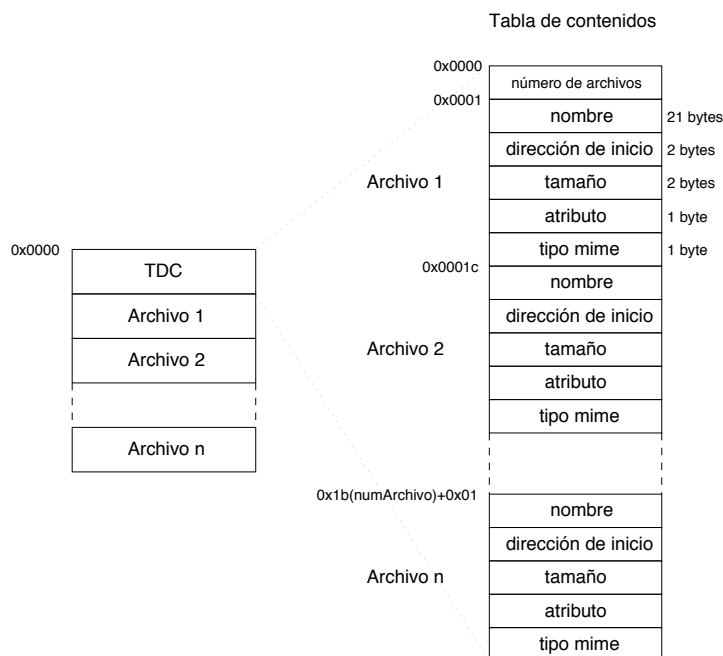 Tabla de contenidos
0x0000
número de archivos
0x0001
nombre
21 bytes
dirección de inicio
2 bytes
Archivo 1
tamaño
2 bytes
atributo
1 byte
tipo mime
1 byte
0x0001c
nombre
dirección de inicio
Archivo 2
tamaño
atributo
tipo mime
0x1b(numArchivo)+0x01
nombre
dirección de inicio
Archivo n
tamaño
atributo
tipo mime
0x0000
TDC
Archivo 1
Archivo 2
Archivo n